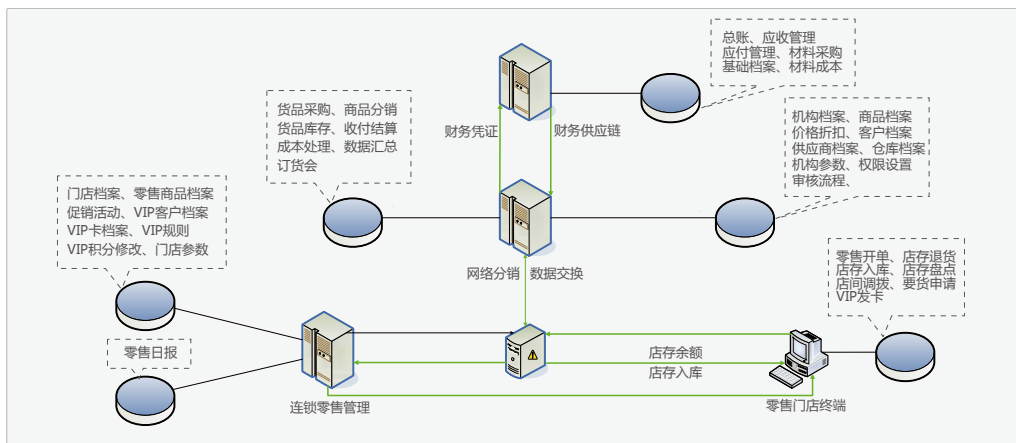 总账、应收管理
应付管理、材料采购
基础档案、材料成本
货品采购、商品分销
货品库存、收付结算
成本处理、数据汇总
订货会
财务凭证
财务供应链
机构档案、商品档案
价格折扣、客户档案
供应商档案、仓库档案
机构参数、权限设置
审核流程、
门店档案、零售商品档案
促销活动、VIP客户档案
VIP卡档案、VIP规则
VIP积分修改、门店参数
网络分销
数据交换
零售开单、店存退货
店存入库、店存盘点
店间调拨、要货申请
VIP发卡
零售日报
店存余额
店存入库
连锁零售管理
零售门店终端